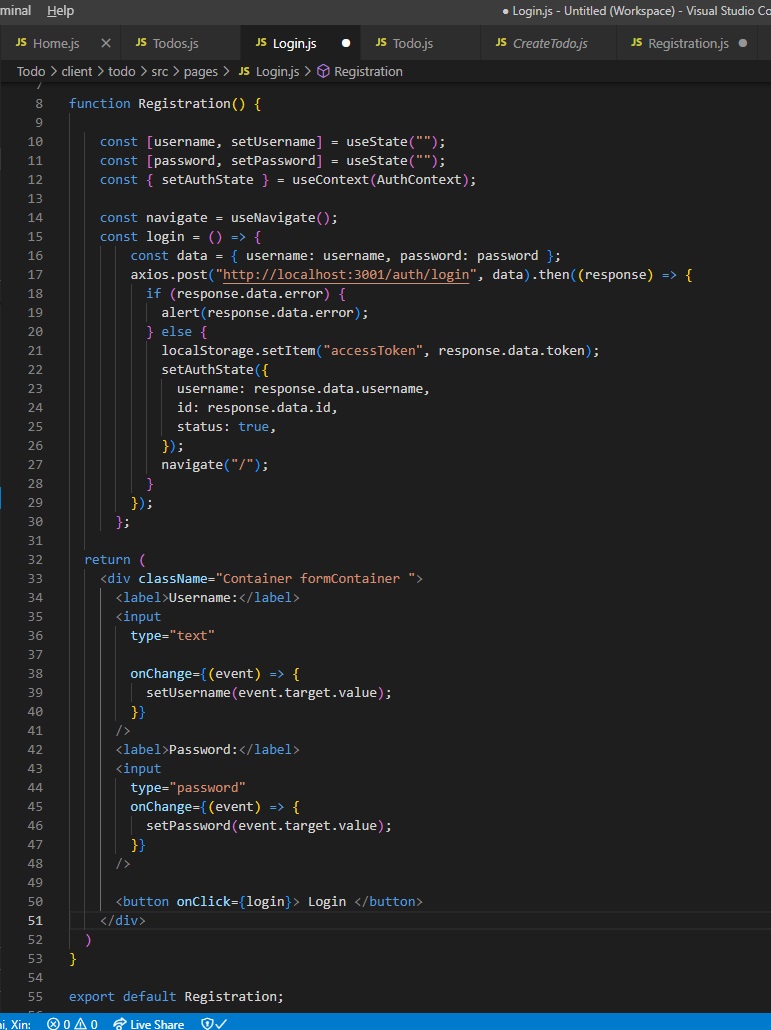 minal Help
● Login.js - Untitled (Workspace) - Visual Studio Co
JS Home.js × JS Todos.js JS Login.js ● JS Todo.js JS CreateTodo.js JS Registration.js ●
Todo > client > todo > src > pages > JS Login.js > Registration
7
8 function Registration() {
9
10 const [username, setUsername] = useState("");
11 const [password, setPassword] = useState("");
12 const { setAuthState } = useContext(AuthContext);
13
14 const navigate = useNavigate();
15 const login = () => {
16 const data = { username: username, password: password };
17 axios.post("http://localhost:3001/auth/login", data).then((response) => {
18 if (response.data.error) {
19 alert(response.data.error);
20 } else {
21 localStorage.setItem("accessToken", response.data.token);
22 setAuthState({
23 username: response.data.username,
24 id: response.data.id,
25 status: true,
26 });
27 navigate("/");
28 }
29 });
30 };
31
32 return (
33 <div className="Container formContainer ">
34 <label>Username:</label>
35 <input
36 type="text"
37
38 onChange={(event) => {
39 setUsername(event.target.value);
40 }}
41 />
42 <label>Password:</label>
43 <input
44 type="password"
45 onChange={(event) => {
46 setPassword(event.target.value);
47 }}
48 />
49
50 <button onClick={login}> Login </button>
51 </div>
52 )
53 }
54
55 export default Registration;
ni, Xin: 0 0 Live Share